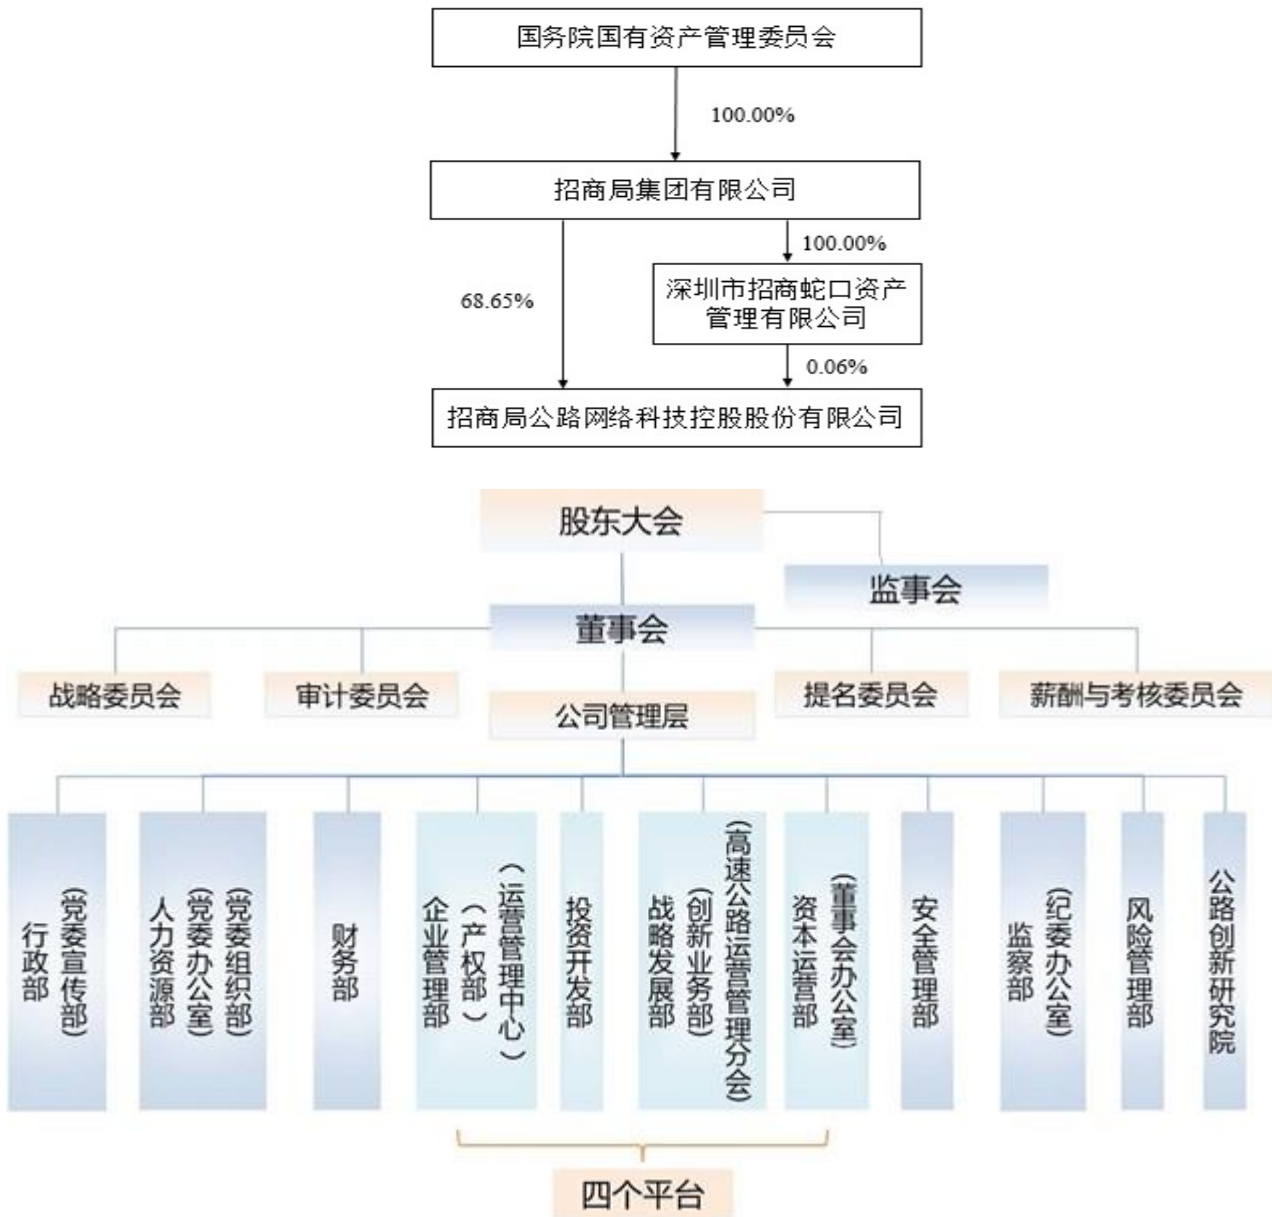 国务院国有资产管理委员会
100.00%
招商局集团有限公司
100.00%
68.65%
深圳市招商蛇口资产
管理有限公司
0.06%
招商局公路网络科技控股股份有限公司
股东大会
监事会
董事会
战略委员会
审计委员会
公司管理层
提名委员会
薪酬与考核委员会
行政部
(党委宣传部)
人力资源部
(党委办公室)
(党委组织部)
财务部
企业管理部
(产权部)
(运营管理中心)
投资开发部
战略发展部
(创新业务部)
(高速公路运营管理分会)
资本运营部
(董事会办公室)
安全管理部
监察部
(纪委办公室)
风险管理部
公路创新研究院
四个平台